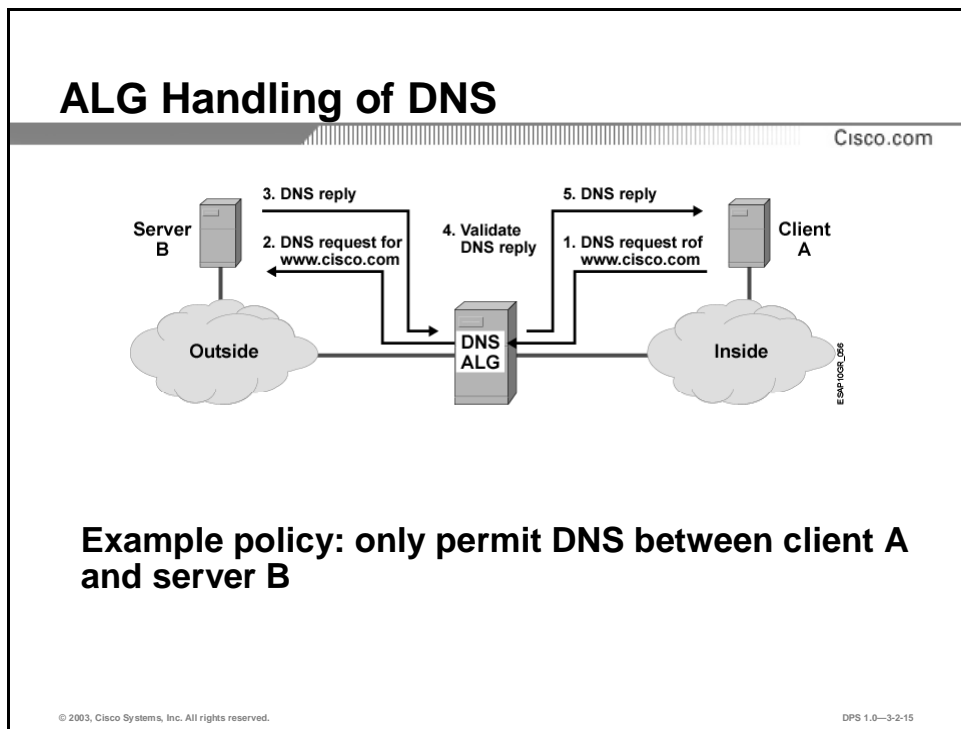 ALG Handling of DNS
Cisco.com
3. DNS reply
5. DNS reply
Server
B
4. Validate
DNS reply
Client
A
2. DNS request for
www.cisco.com
1. DNS request rof
www.cisco.com
Outside
DNS
ALG
Inside
ESAP10GR_056
Example policy: only permit DNS between client A
and server B
© 2003, Cisco Systems, Inc. All rights reserved.
DPS 1.0—3-2-15